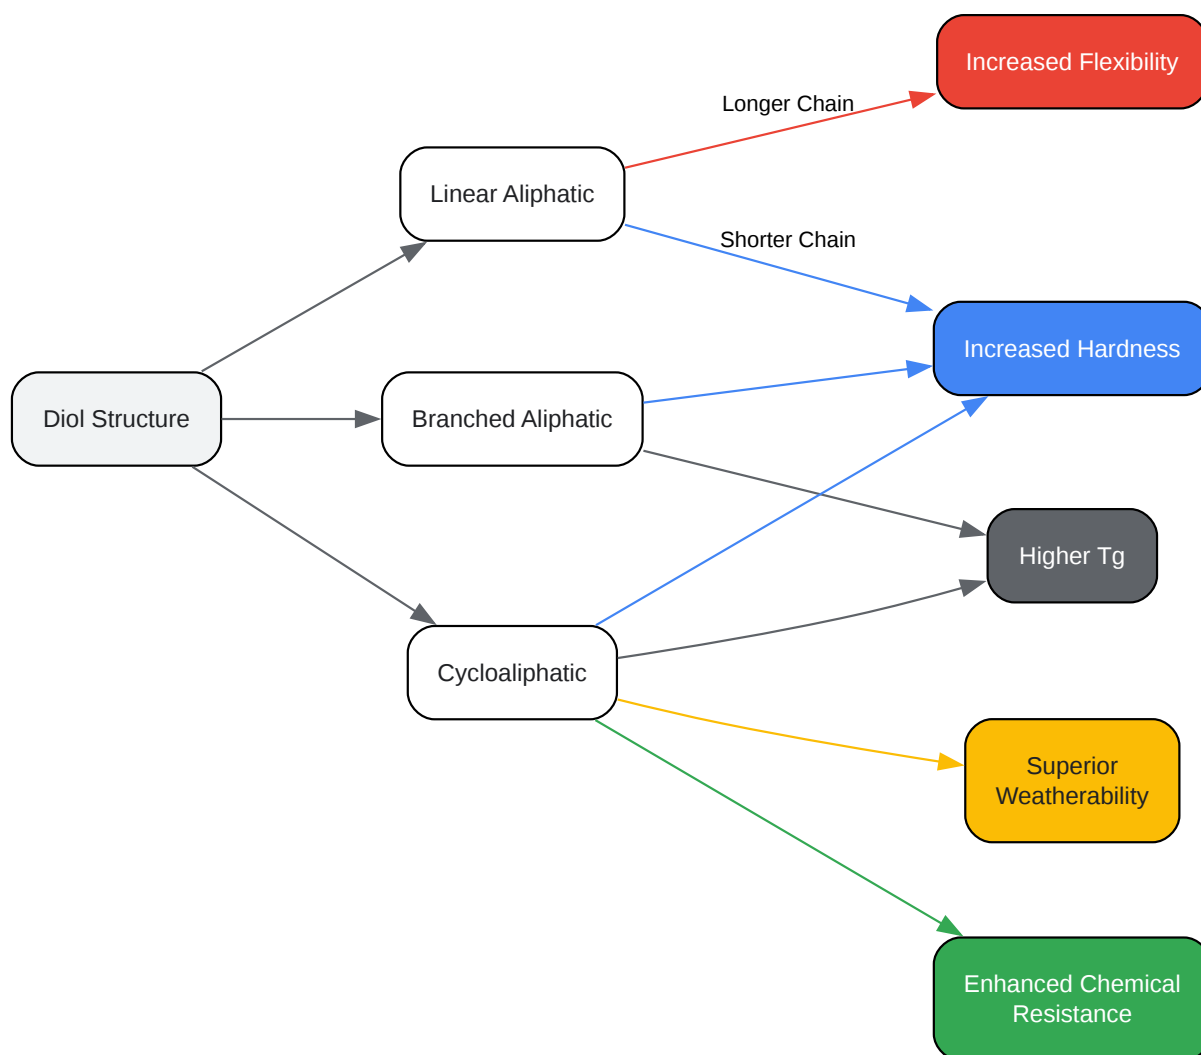 Increased Flexibility
Longer Chain
Linear Aliphatic
Shorter Chain
Increased Hardness
Diol Structure
Branched Aliphatic
Higher Tg
Cycloaliphatic
Superior
Weatherability
Enhanced Chemical
Resistance